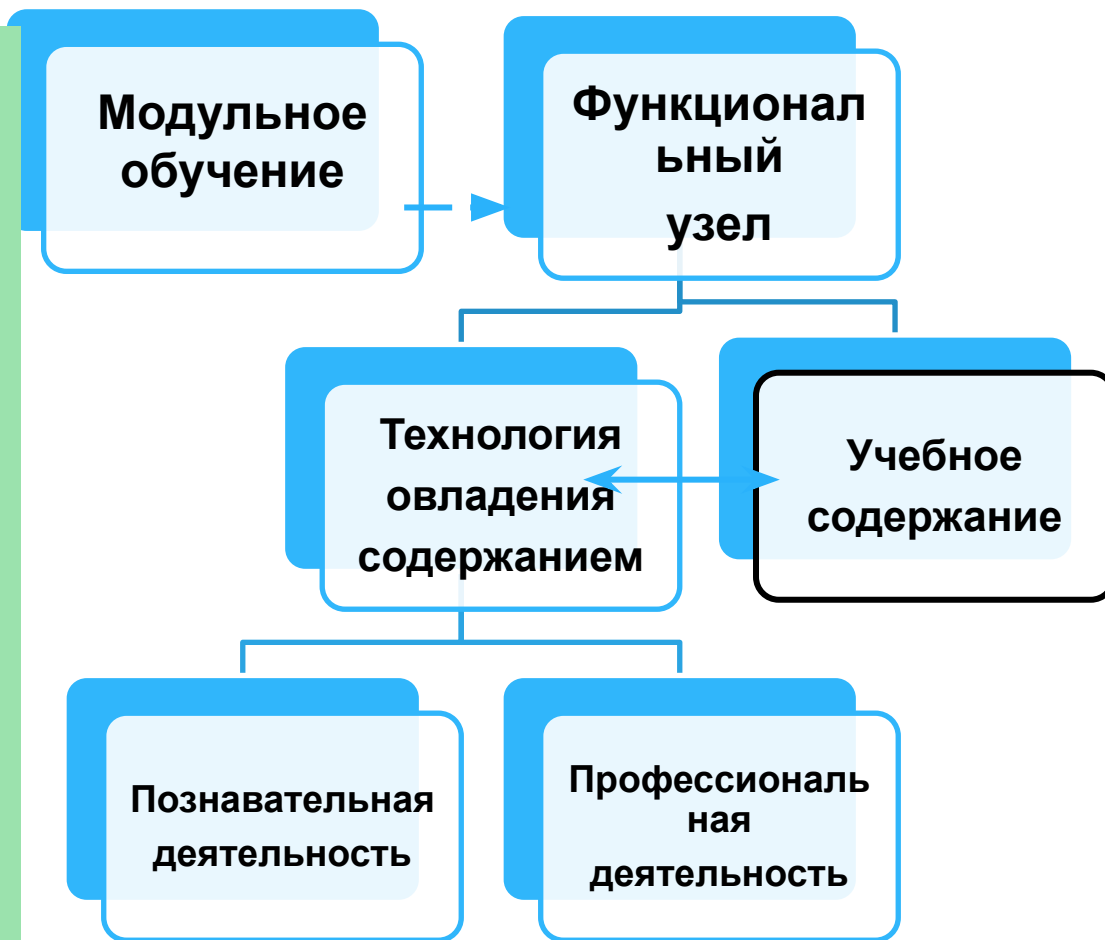 Модульное
обучение
Функционал
ьный
узел
Технология
овладения
содержанием
Учебное
содержание
Познавательная
деятельность
Профессиональ
ная
деятельность